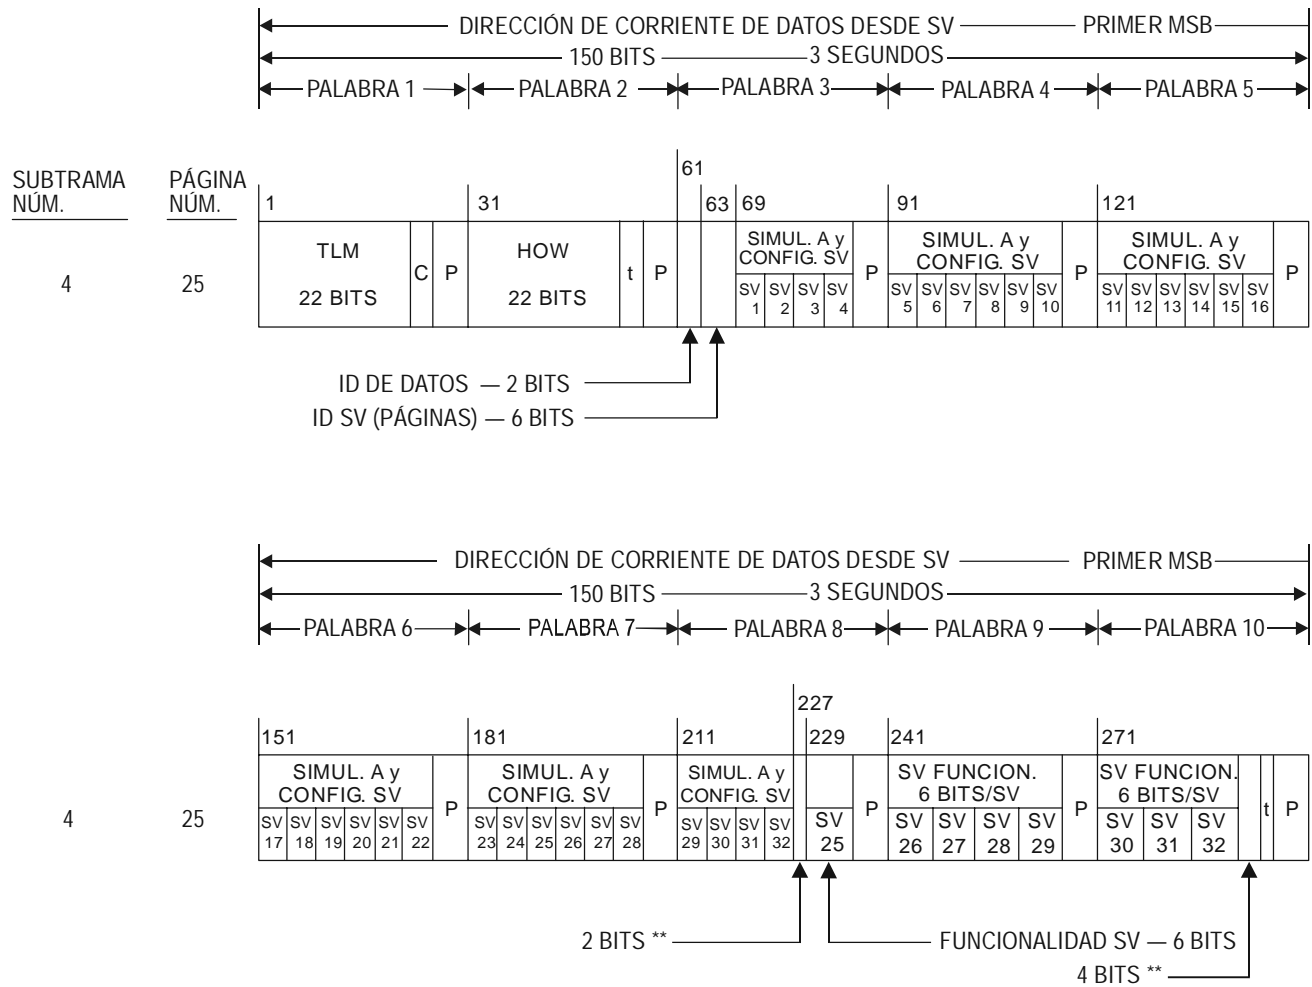 DIRECCIÓN DE CORRIENTE DE DATOS DESDE SV PRIMER MSB
150 BITS 3 SEGUNDOS
PALABRA 1 PALABRA 2 PALABRA 3 PALABRA 4 PALABRA 5
SUBTRAMA NÚM.
PÁGINA NÚM.
1 31 61 63 69 91 121
4 25
TLM
22 BITS
C P
HOW
22 BITS
t P
SIMUL. A y
CONFIG. SV
SV 1 SV 2 SV 3 SV 4
P
SIMUL. A y
CONFIG. SV
SV 5 SV 6 SV 7 SV 8 SV 9 SV 10
P
SIMUL. A y
CONFIG. SV
SV 11 SV 12 SV 13 SV 14 SV 15 SV 16
P
ID DE DATOS — 2 BITS
ID SV (PÁGINAS) — 6 BITS
DIRECCIÓN DE CORRIENTE DE DATOS DESDE SV PRIMER MSB
150 BITS 3 SEGUNDOS
PALABRA 6 PALABRA 7 PALABRA 8 PALABRA 9 PALABRA 10
151 181 211 227 229 241 271
4 25
SIMUL. A y
CONFIG. SV
SV 17 SV 18 SV 19 SV 20 SV 21 SV 22
P
SIMUL. A y
CONFIG. SV
SV 23 SV 24 SV 25 SV 26 SV 27 SV 28
P
SIMUL. A y
CONFIG. SV
SV 29 SV 30 SV 31 SV 32
SV 25
P
SV FUNCION.
6 BITS/SV
SV 26 SV 27 SV 28 SV 29
P
SV FUNCION.
6 BITS/SV
SV 30 SV 31 SV 32
t P
2 BITS **
FUNCIONALIDAD SV — 6 BITS
4 BITS **